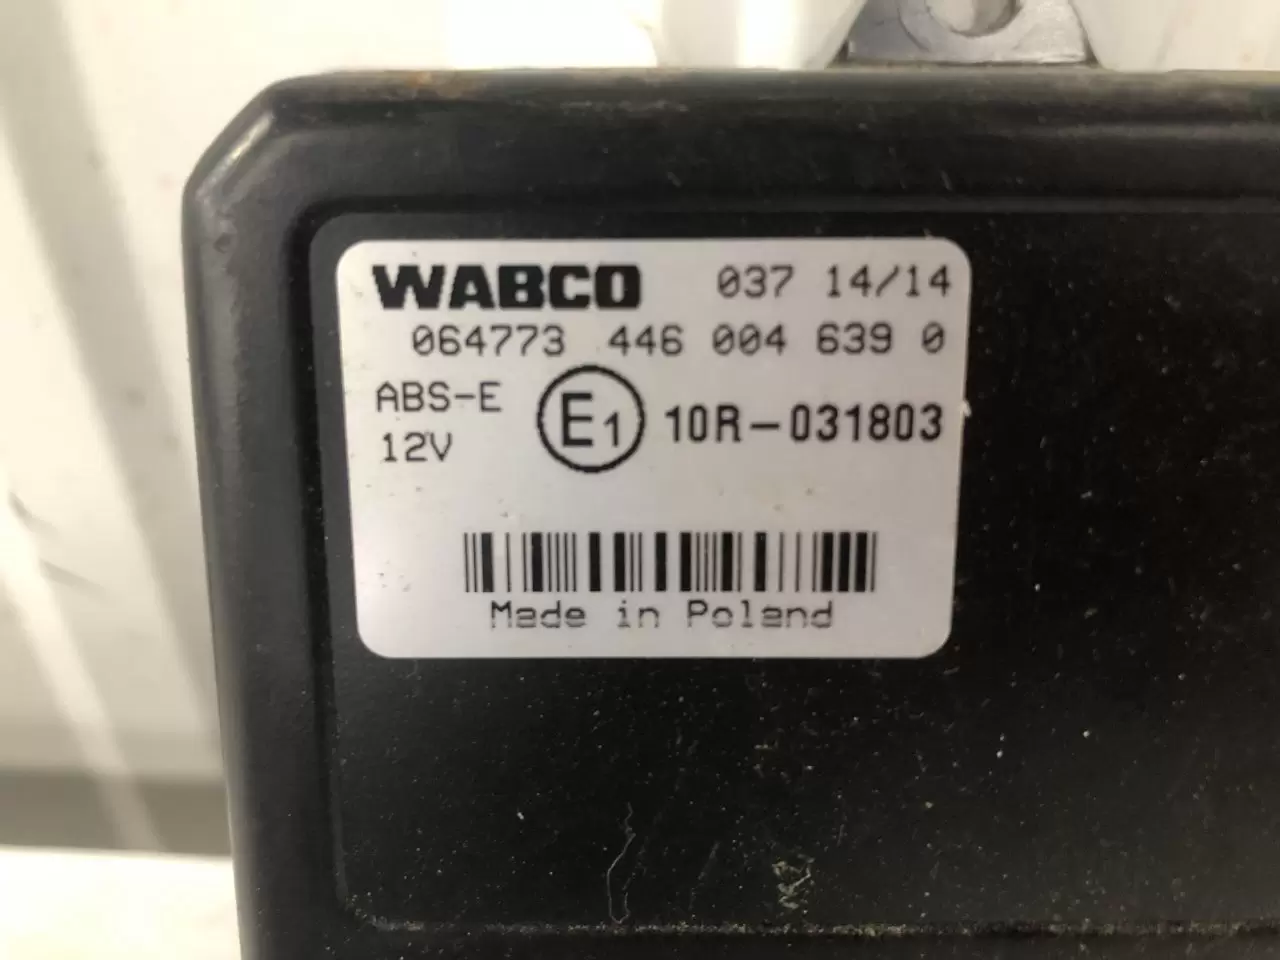 WABCO 037 14/14
064773 446 004 639 0
ABS-E
12V
E1 10R-031803
Made in Poland